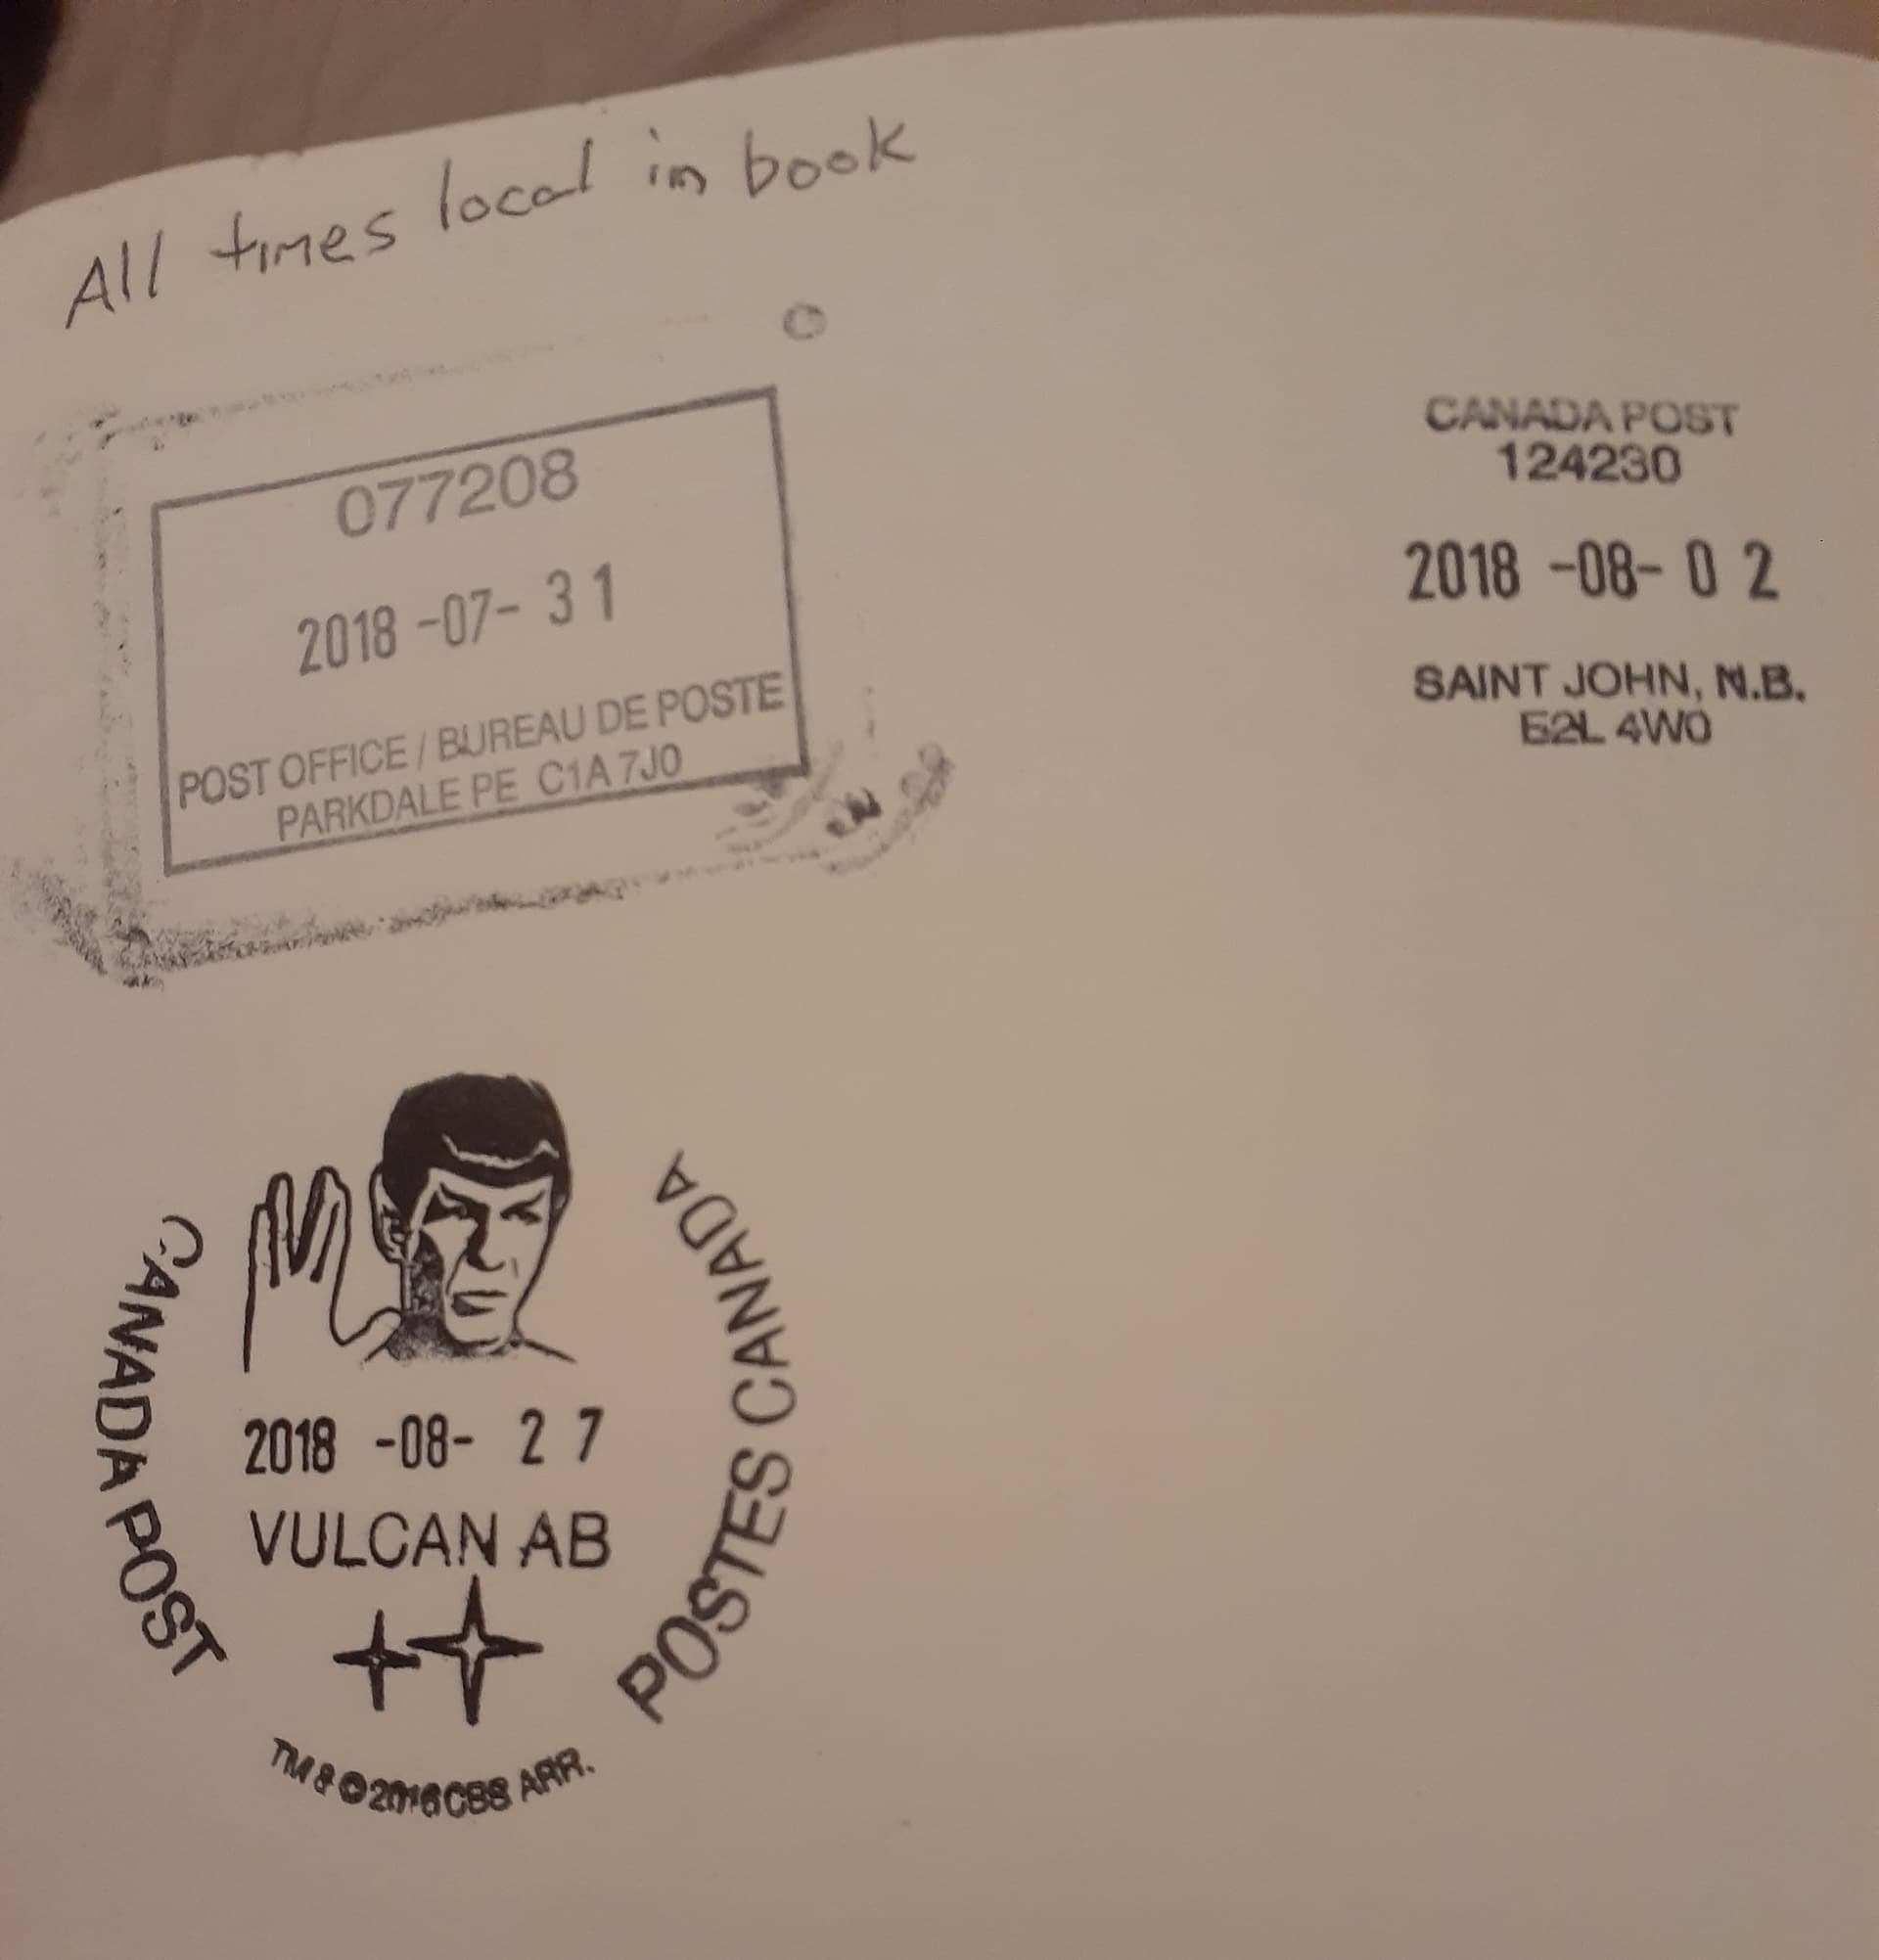 All times local in book
077208
2018 -07- 31
POST OFFICE / BUREAU DE POSTE
PARKDALE PE C1A 7J0
CANADA POST
124230
2018 -08- 02
SAINT JOHN, N.B.
E2L 4W0
CANADA POST
POSTES CANADA
2018 -08- 27
VULCAN AB
TM & © 2016 CBS ARR.